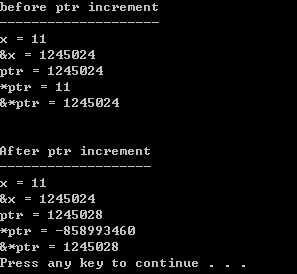 before ptr increment
--------------------
x = 11
&x = 1245024
ptr = 1245024
*ptr = 11
&*ptr = 1245024
After ptr increment
-------------------
x = 11
&x = 1245024
ptr = 1245028
*ptr = -858993460
&*ptr = 1245028
Press any key to continue . . .